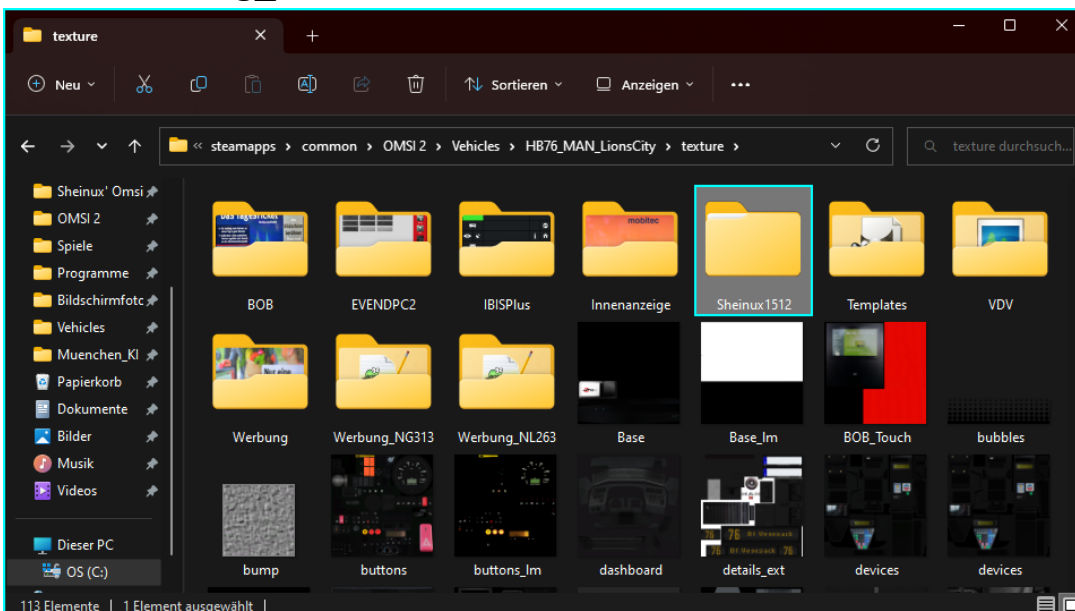 texture
Neu
Sortieren
Anzeigen
« steamapps › common › OMSI 2 › Vehicles › HB76_MAN_LionsCity › texture ›
texture durchsuch...
Sheinux' Omsi
OMSI 2
Spiele
Programme
Bildschirmfotc
Vehicles
Muenchen_Kl
Papierkorb
Dokumente
Bilder
Musik
Videos
Dieser PC
OS (C:)
mobitec
BOB
EVENDPC2
IBISPlus
Innenanzeige
Sheinux1512
Templates
VDV
Werbung
Werbung_NG313
Werbung_NL263
Base
Base_lm
BOB_Touch
bubbles
bump
buttons
buttons_lm
dashboard
details_ext
devices
devices
113 Elemente | 1 Element ausgewählt |